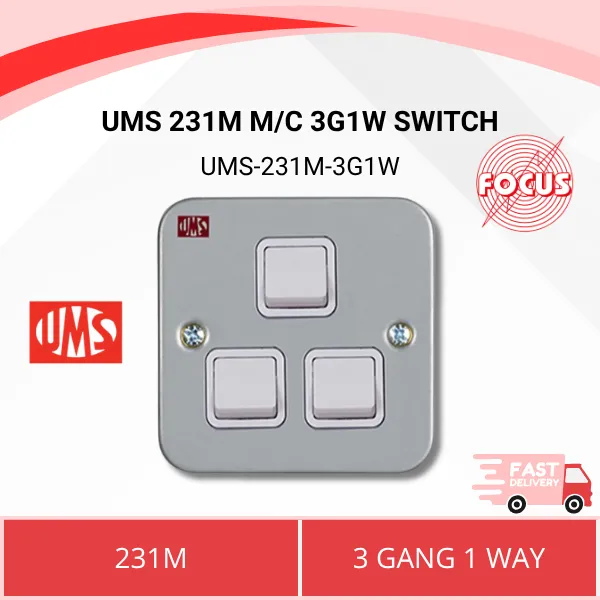 UMS 231M M/C 3G1W SWITCH
UMS-231M-3G1W
FOCUS
UMS
UMS
FAST
DELIVERY
231M
3 GANG 1 WAY